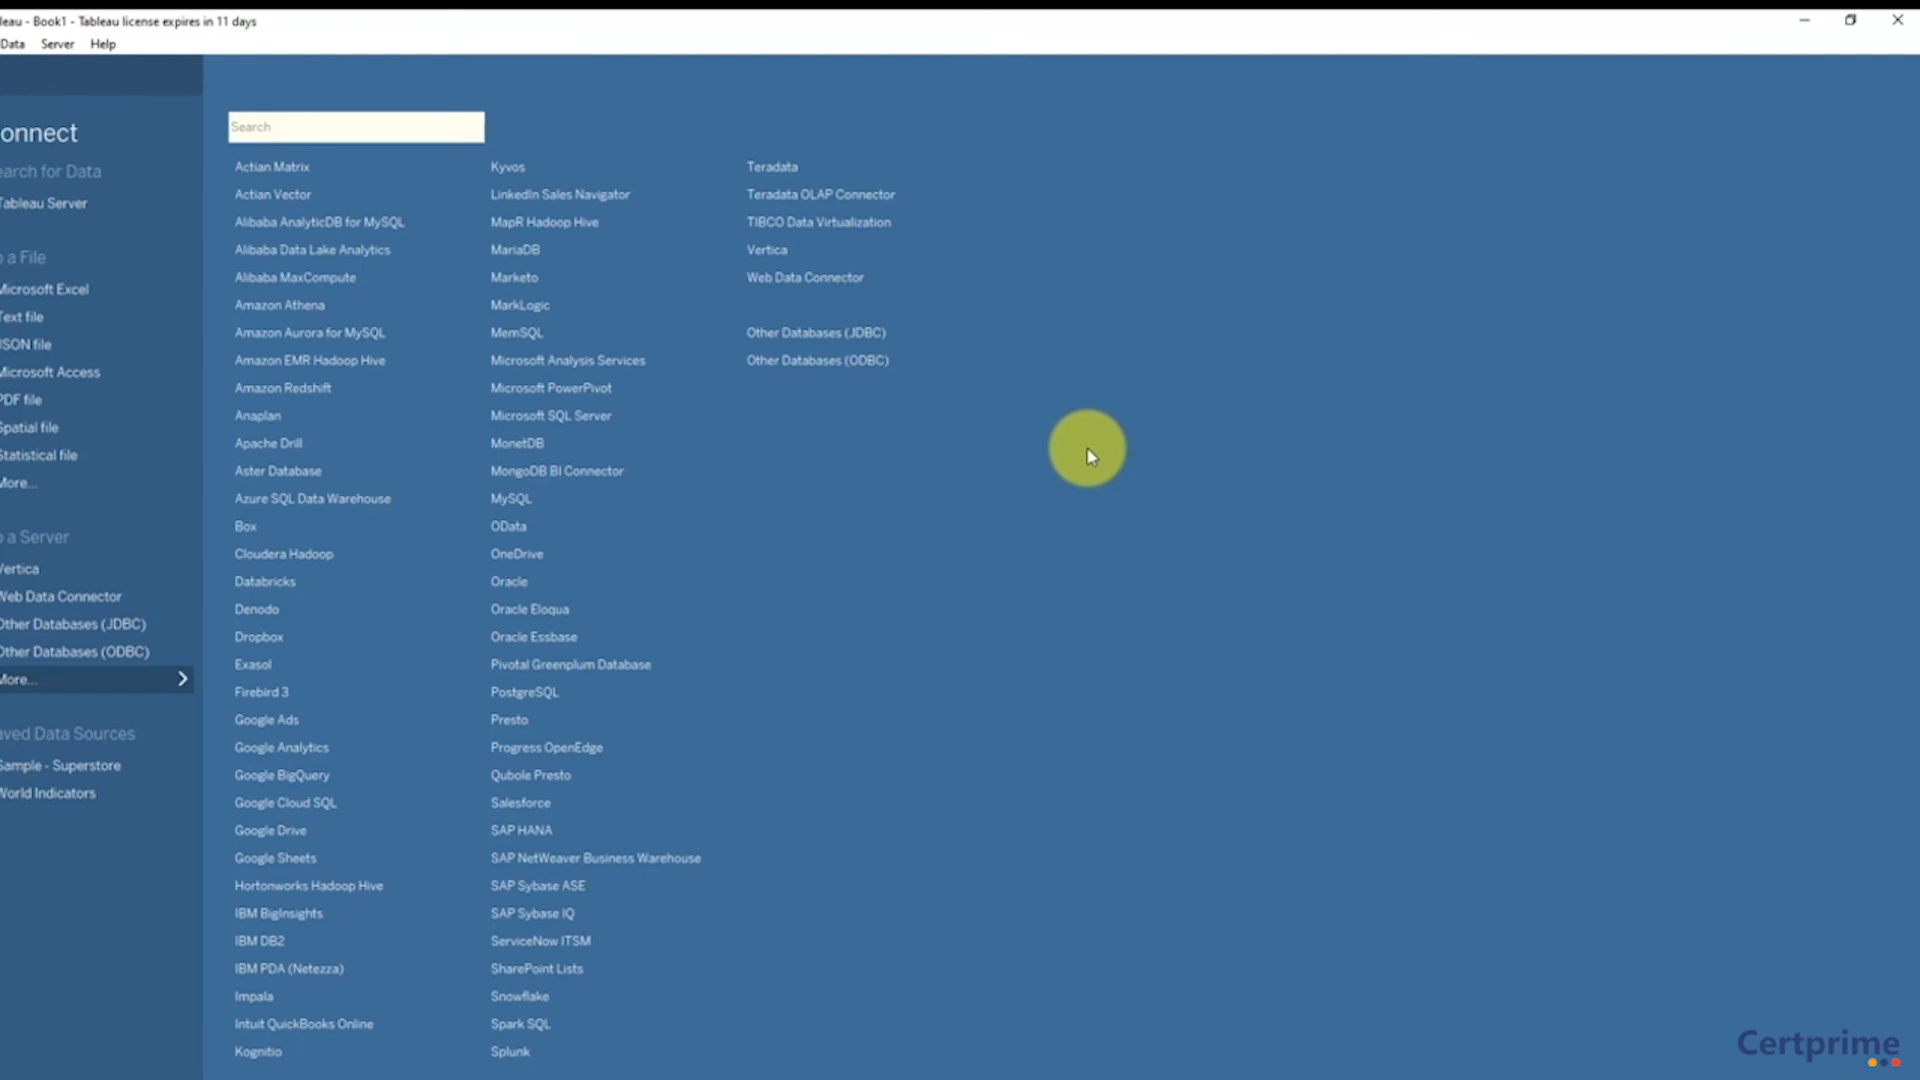 leau - Book1 - Tableau license expires in 11 days
Data Server Help
onnect
earch for Data
Tableau Server
o a File
Microsoft Excel
Text file
JSON file
Microsoft Access
PDF file
Spatial file
Statistical file
More...
o a Server
Vertica
Web Data Connector
Other Databases (JDBC)
Other Databases (ODBC)
More...
aved Data Sources
Sample - Superstore
World Indicators
Search
Actian Matrix
Actian Vector
Alibaba AnalyticDB for MySQL
Alibaba Data Lake Analytics
Alibaba MaxCompute
Amazon Athena
Amazon Aurora for MySQL
Amazon EMR Hadoop Hive
Amazon Redshift
Anaplan
Apache Drill
Aster Database
Azure SQL Data Warehouse
Box
Cloudera Hadoop
Databricks
Denodo
Dropbox
Exasol
Firebird 3
Google Ads
Google Analytics
Google BigQuery
Google Cloud SQL
Google Drive
Google Sheets
Hortonworks Hadoop Hive
IBM BigInsights
IBM DB2
IBM PDA (Netezza)
Impala
Intuit QuickBooks Online
Kognitio
Kyvos
LinkedIn Sales Navigator
MapR Hadoop Hive
MariaDB
Marketo
MarkLogic
MemSQL
Microsoft Analysis Services
Microsoft PowerPivot
Microsoft SQL Server
MonetDB
MongoDB BI Connector
MySQL
OData
OneDrive
Oracle
Oracle Eloqua
Oracle Essbase
Pivotal Greenplum Database
PostgreSQL
Presto
Progress OpenEdge
Qubole Presto
Salesforce
SAP HANA
SAP NetWeaver Business Warehouse
SAP Sybase ASE
SAP Sybase IQ
ServiceNow ITSM
SharePoint Lists
Snowflake
Spark SQL
Splunk
Teradata
Teradata OLAP Connector
TIBCO Data Virtualization
Vertica
Web Data Connector
Other Databases (JDBC)
Other Databases (ODBC)
Certprime